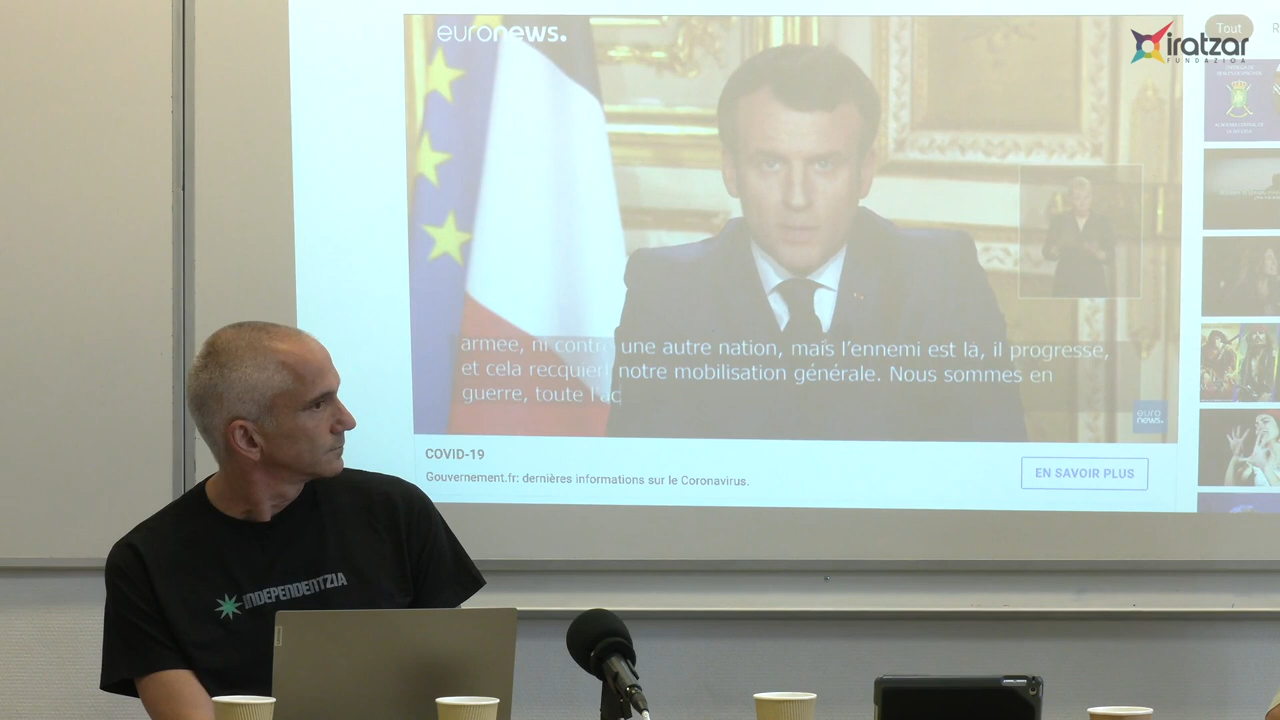 euronews.
Tout
iratzar
FUNDAZIOA
armee, ni contre une autre nation, mais l'ennemi est là, il progresse,
et cela requiert notre mobilisation générale. Nous sommes en
guerre, toute l'ac
euro
news.
COVID-19
Gouvernement.fr: dernières informations sur le Coronavirus.
EN SAVOIR PLUS
INDEPENDENTZIA